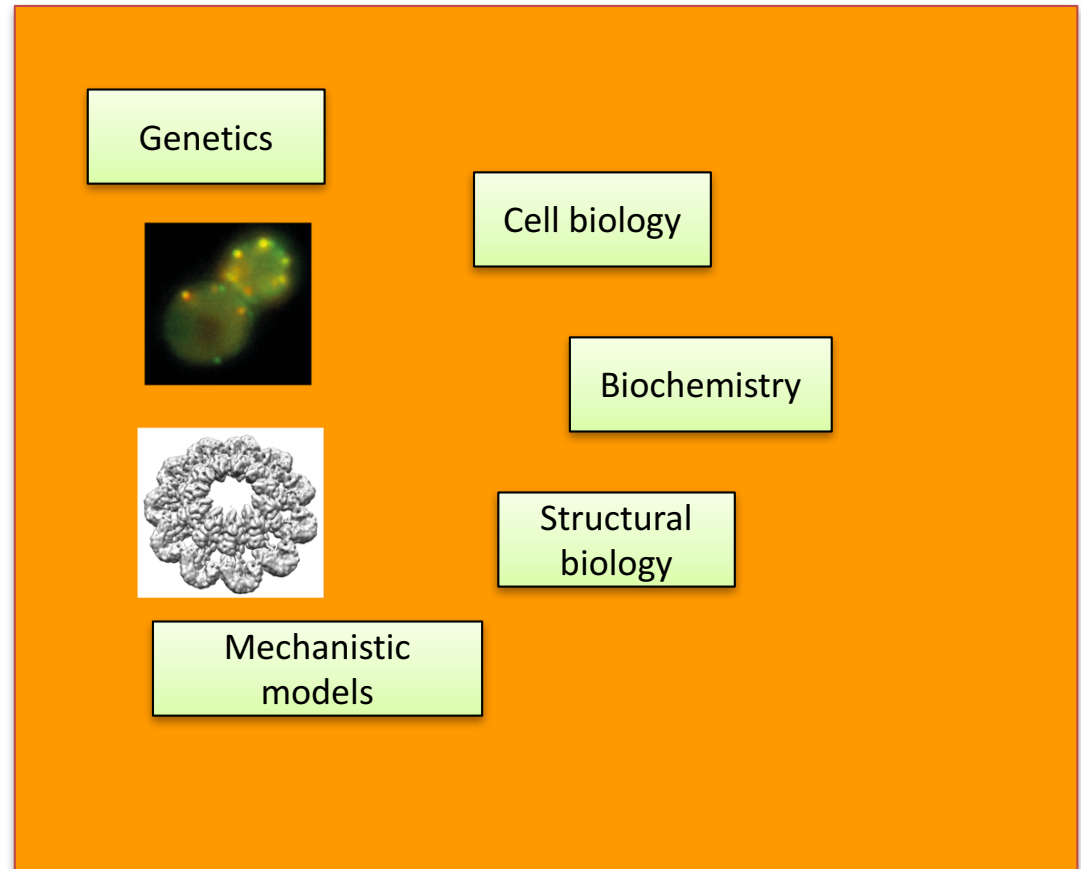 Genetics
Cell biology
Biochemistry
Structural
biology
Mechanistic
models